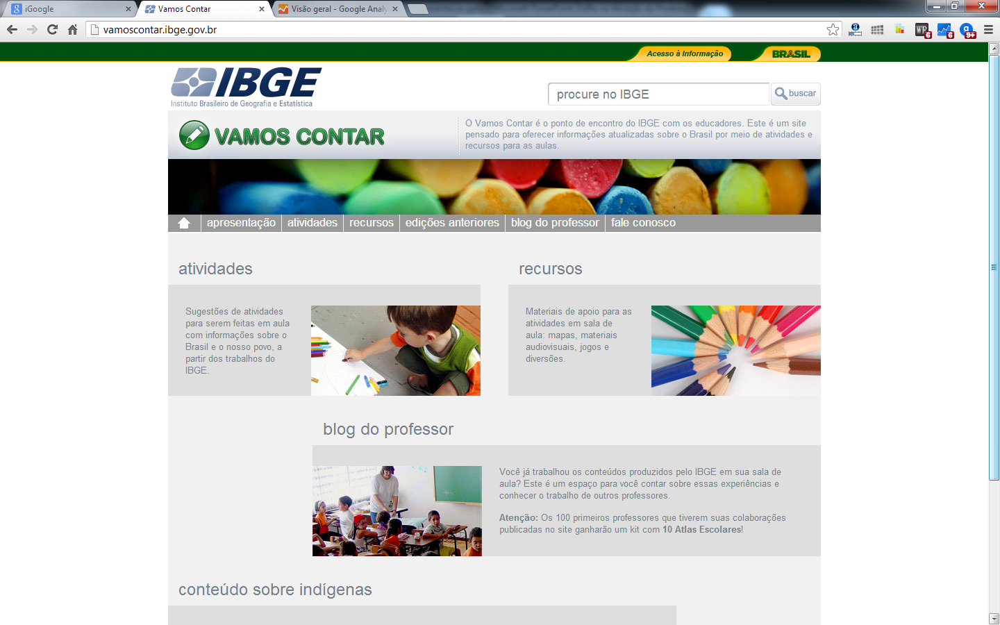 iGoogle
Vamos Contar
Visão geral - Google Analy
vamoscontar.ibge.gov.br
6
6
9+
Acesso à Informação
BRASIL
IBGE
Instituto Brasileiro de Geografia e Estatística
procure no IBGE
buscar
VAMOS CONTAR
O Vamos Contar é o ponto de encontro do IBGE com os educadores. Este é um site
pensado para oferecer informações atualizadas sobre o Brasil por meio de atividades e
recursos para as aulas.
apresentação
atividades
recursos
edições anteriores
blog do professor
fale conosco
atividades
Sugestões de atividades
para serem feitas em aula
com informações sobre o
Brasil e o nosso povo, a
partir dos trabalhos do
IBGE.
recursos
Materiais de apoio para as
atividades em sala de
aula: mapas, materiais
audiovisuais, jogos e
diversões.
blog do professor
Você já trabalhou os conteúdos produzidos pelo IBGE em sua sala de
aula? Este é um espaço para você contar sobre essas experiências e
conhecer o trabalho de outros professores.
Atenção: Os 100 primeiros professores que tiverem suas colaborações
publicadas no site ganharão um kit com 10 Atlas Escolares!
conteúdo sobre indígenas